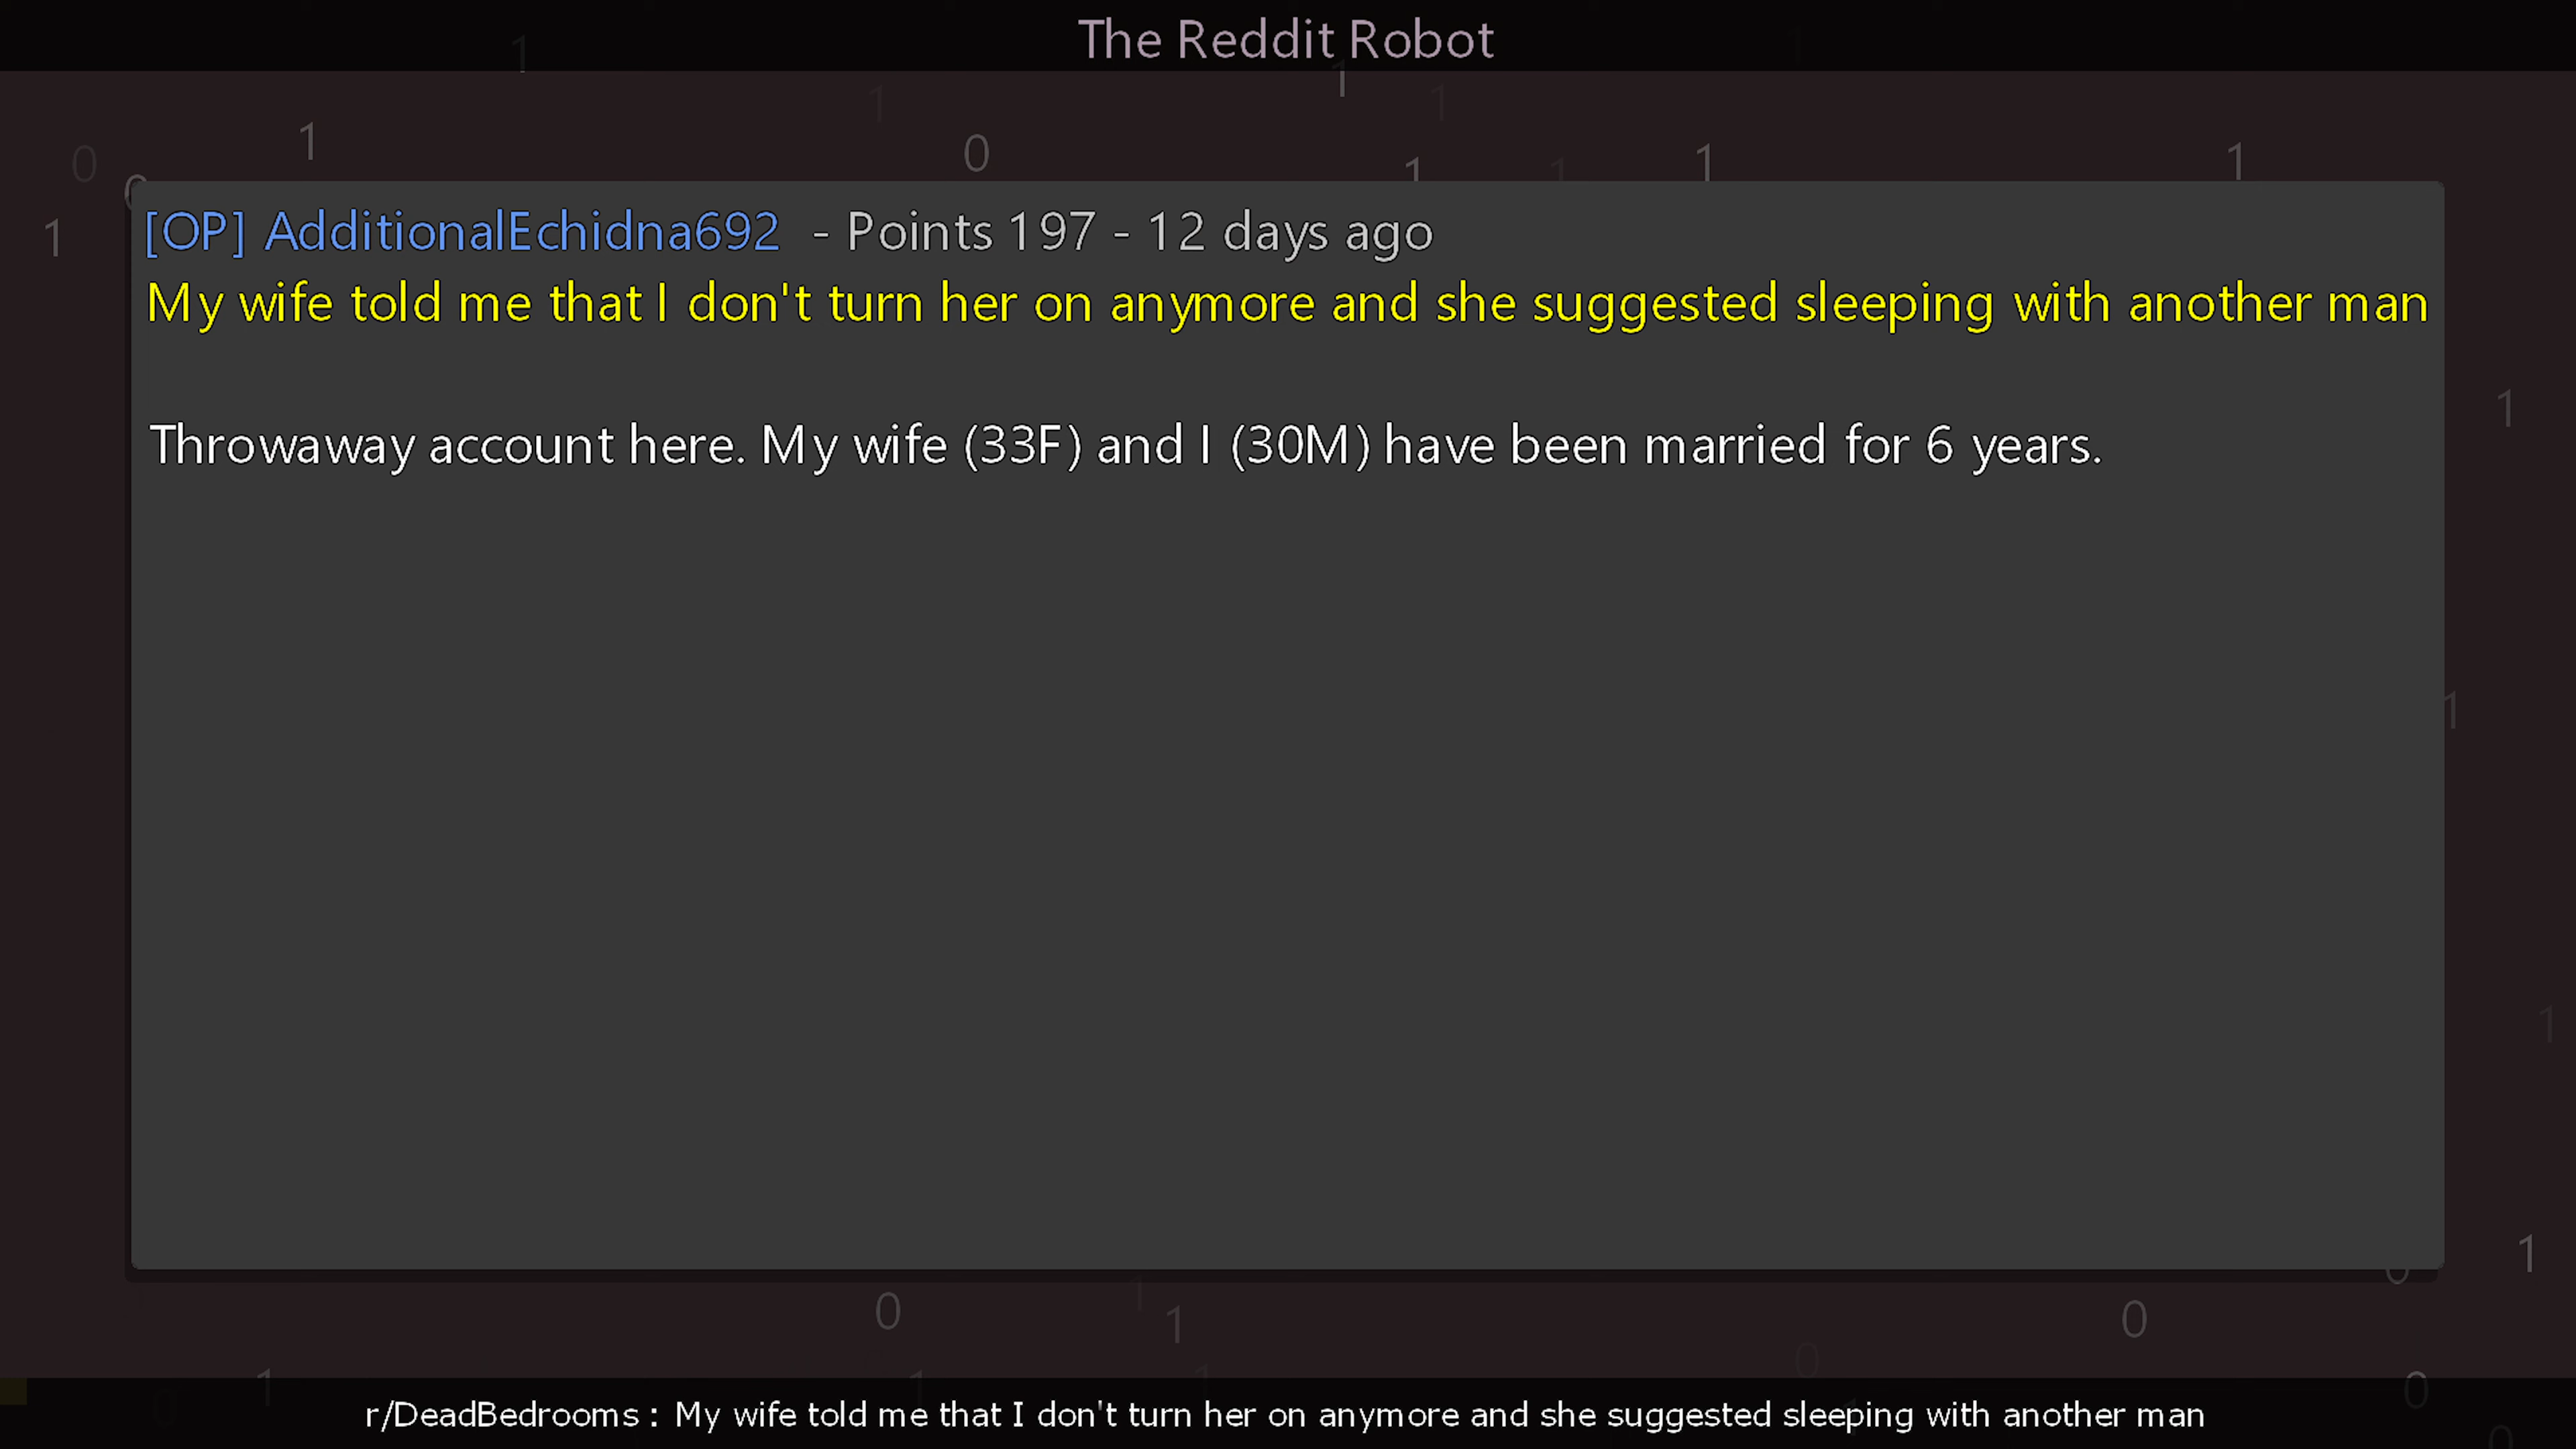 The Reddit Robot
[OP] AdditionalEchidna692 - Points 197 - 12 days ago
My wife told me that I don't turn her on anymore and she suggested sleeping with another man
Throwaway account here. My wife (33F) and I (30M) have been married for 6 years.
r/DeadBedrooms : My wife told me that I don't turn her on anymore and she suggested sleeping with another man